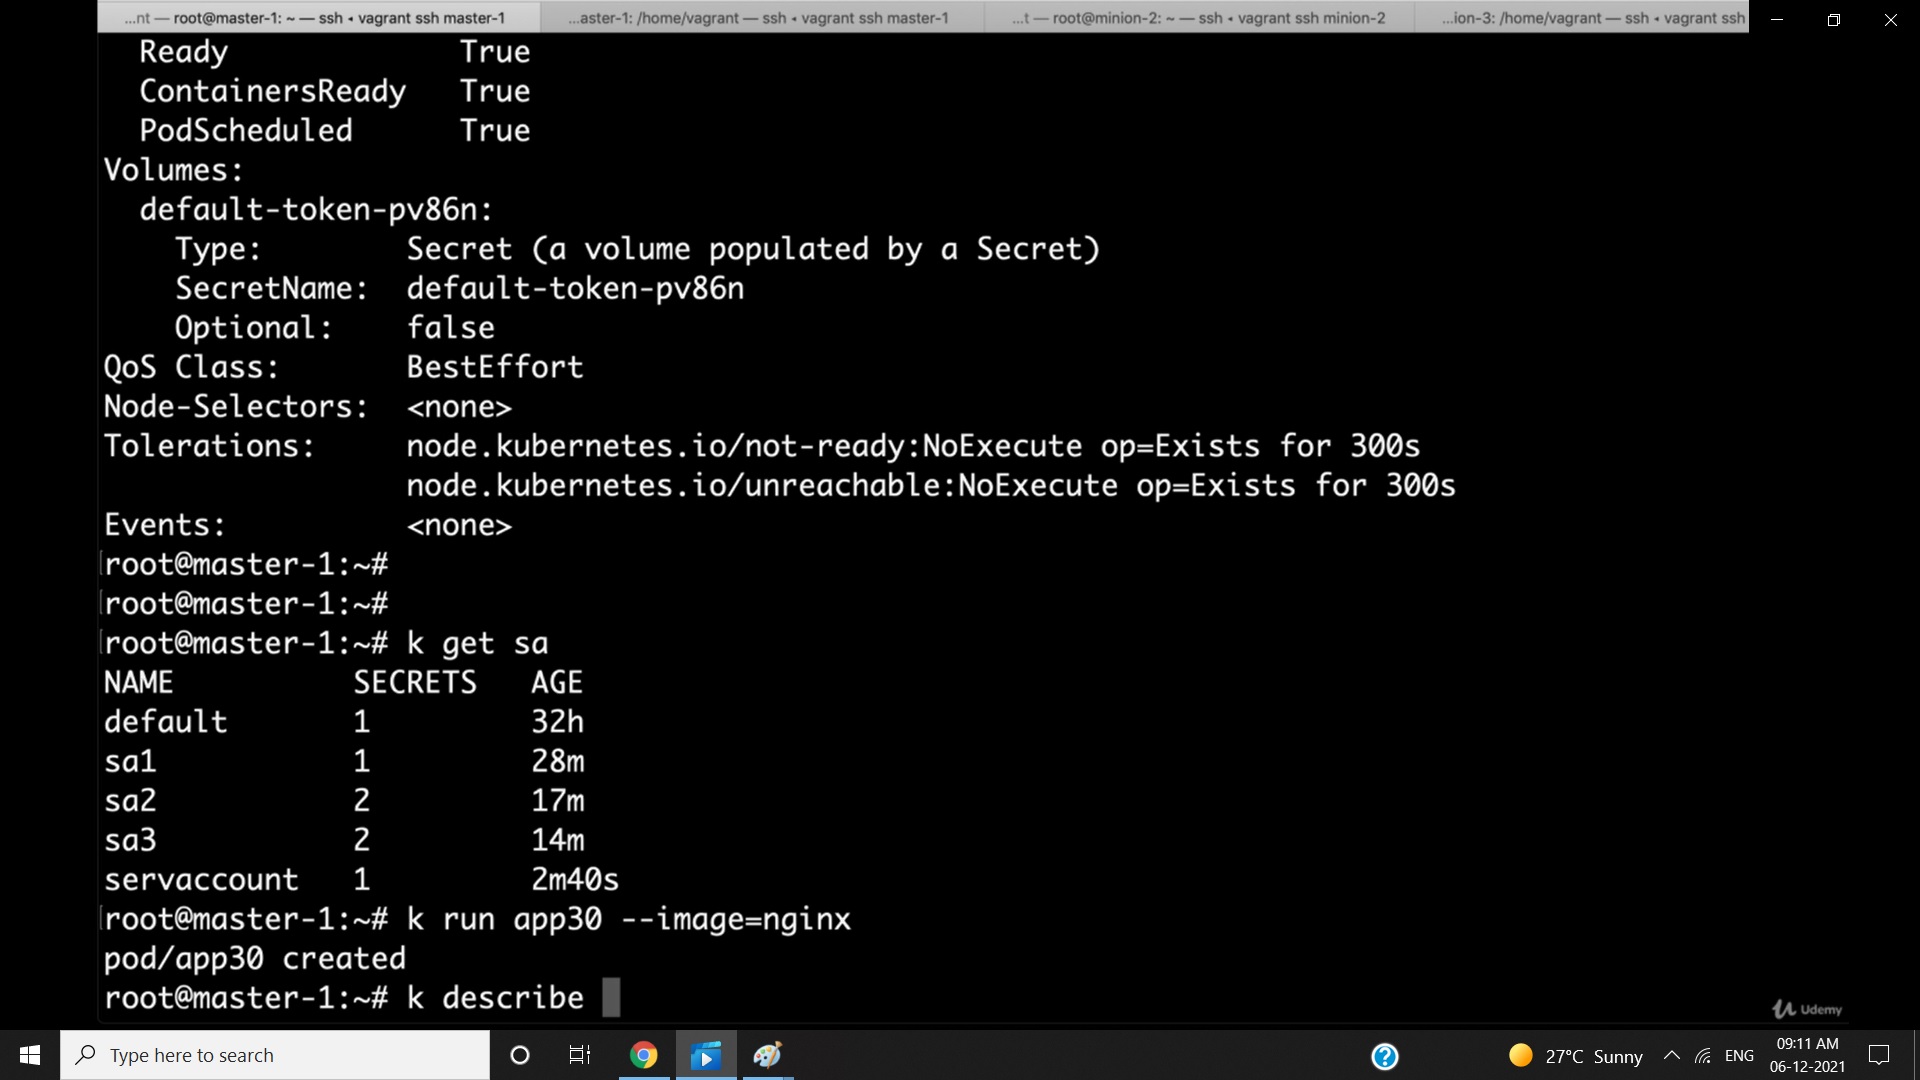 ...nt — root@master-1: ~ — ssh ◂ vagrant ssh master-1
...aster-1: /home/vagrant — ssh ◂ vagrant ssh master-1
...t — root@minion-2: ~ — ssh ◂ vagrant ssh minion-2
...ion-3: /home/vagrant — ssh ◂ vagrant ssh
Ready True
ContainersReady True
PodScheduled True
Volumes:
default-token-pv86n:
Type: Secret (a volume populated by a Secret)
SecretName: default-token-pv86n
Optional: false
QoS Class: BestEffort
Node-Selectors: <none>
Tolerations: node.kubernetes.io/not-ready:NoExecute op=Exists for 300s
node.kubernetes.io/unreachable:NoExecute op=Exists for 300s
Events: <none>
root@master-1:~#
root@master-1:~#
root@master-1:~# k get sa
NAME SECRETS AGE
default 1 32h
sa1 1 28m
sa2 2 17m
sa3 2 14m
servaccount 1 2m40s
root@master-1:~# k run app30 --image=nginx
pod/app30 created
root@master-1:~# k describe
Udemy
Type here to search
27°C Sunny
ENG
09:11 AM
06-12-2021